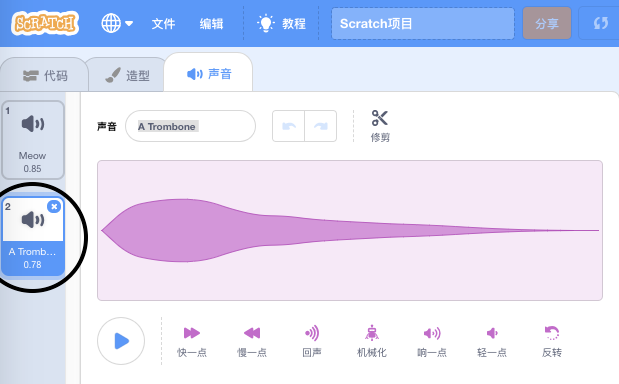 SCRATCH 文件 编辑 教程 Scratch项目 分享
代码 造型 声音
1
Meow
0.85
2
A Tromb...
0.78
声音 A Trombone 修剪
快一点 慢一点 回声 机械化 响一点 轻一点 反转